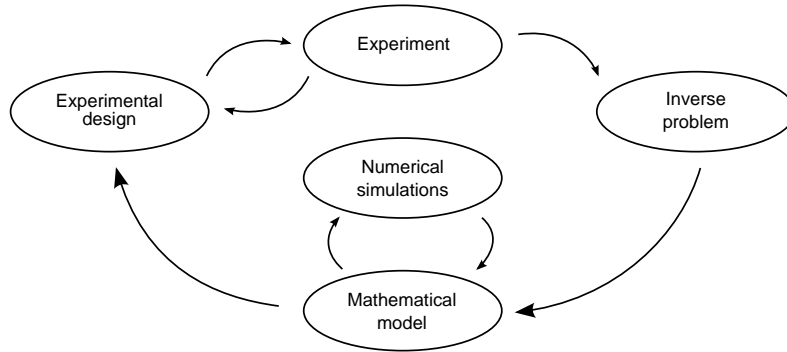 Experiment
Experimental
design
Inverse
problem
Numerical
simulations
Mathematical
model